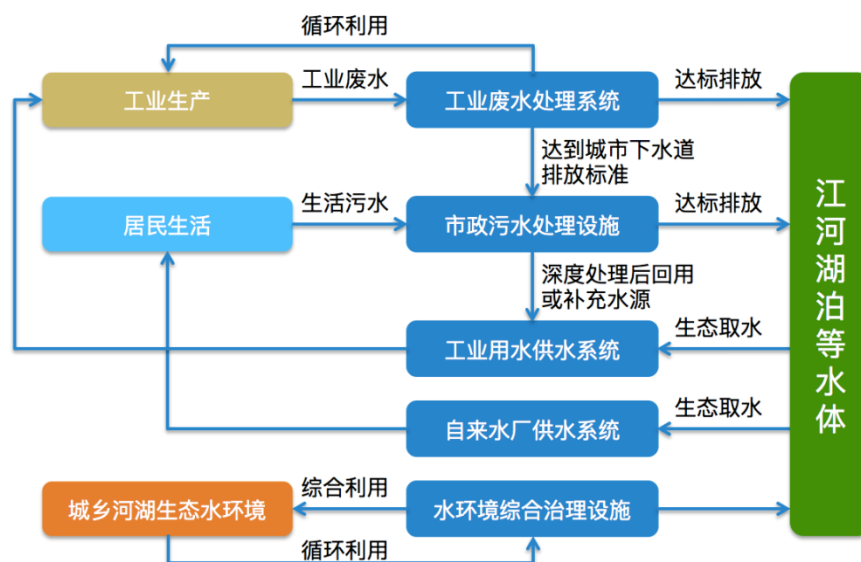 循环利用
工业生产
工业废水
工业废水处理系统
达标排放
达到城市下水道
排放标准
居民生活
生活污水
市政污水处理设施
达标排放
深度处理后回用
或补充水源
工业用水供水系统
生态取水
自来水厂供水系统
生态取水
城乡河湖生态水环境
综合利用
水环境综合治理设施
循环利用
江河湖泊等水体